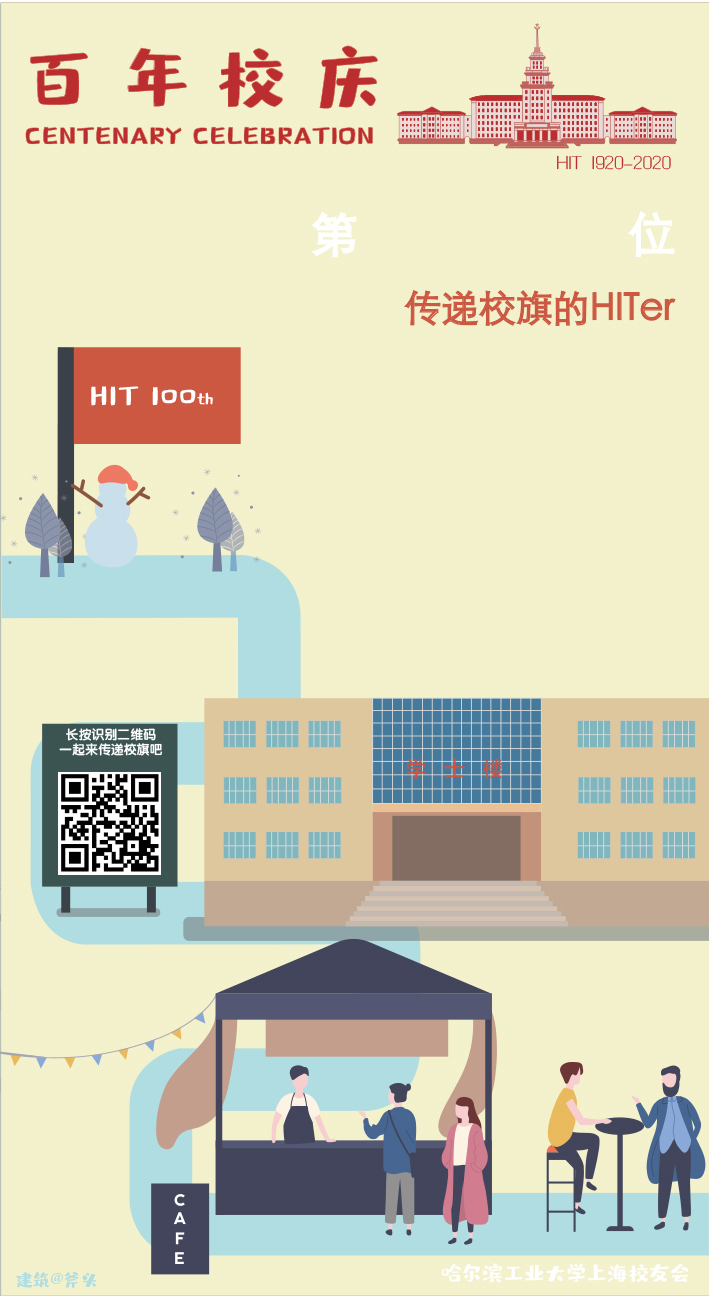 百年校庆
CENTENARY CELEBRATION
HIT 1920-2020
第 位
传递校旗的HITer
HIT 100th
长按识别二维码
一起来传递校旗吧
学士楼
CAFE
建筑@斧头
哈尔滨工业大学上海校友会